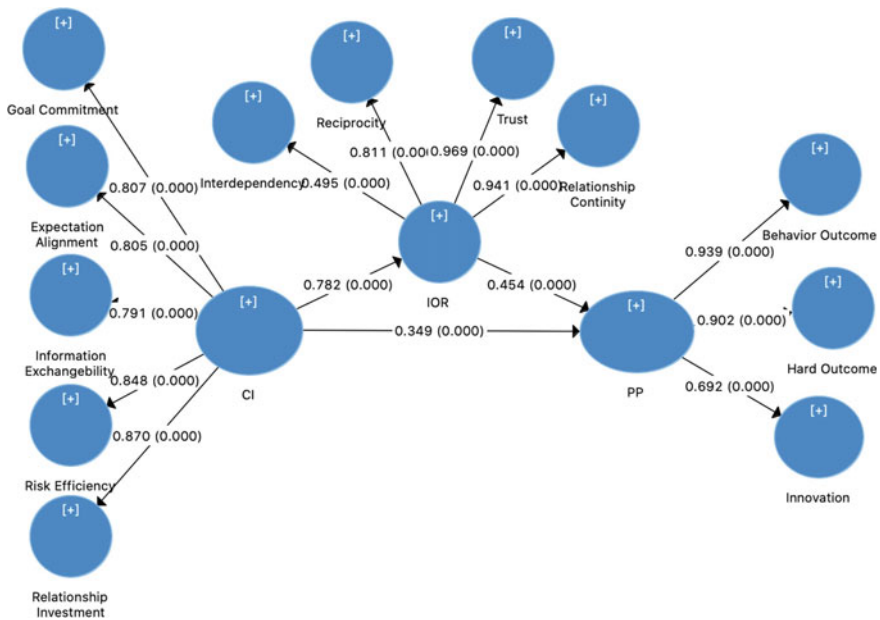 [+]
Goal Commitment
[+]
Expectation
Alignment
[+]
Information
Exchangebility
[+]
Risk Efficiency
[+]
Relationship
Investment
0.807 (0.000)
0.805 (0.000)
0.791 (0.000)
0.848 (0.000)
0.870 (0.000)
[+]
CI
[+]
Interdependency
[+]
Reciprocity
[+]
Trust
[+]
Relationship
Continity
0.495 (0.000)
0.811 (0.00
0.969 (0.000)
0.941 (0.000)
[+]
IOR
0.782 (0.000)
0.454 (0.000)
0.349 (0.000)
[+]
PP
0.939 (0.000)
0.902 (0.000)
0.692 (0.000)
[+]
Behavior Outcome
[+]
Hard Outcome
[+]
Innovation